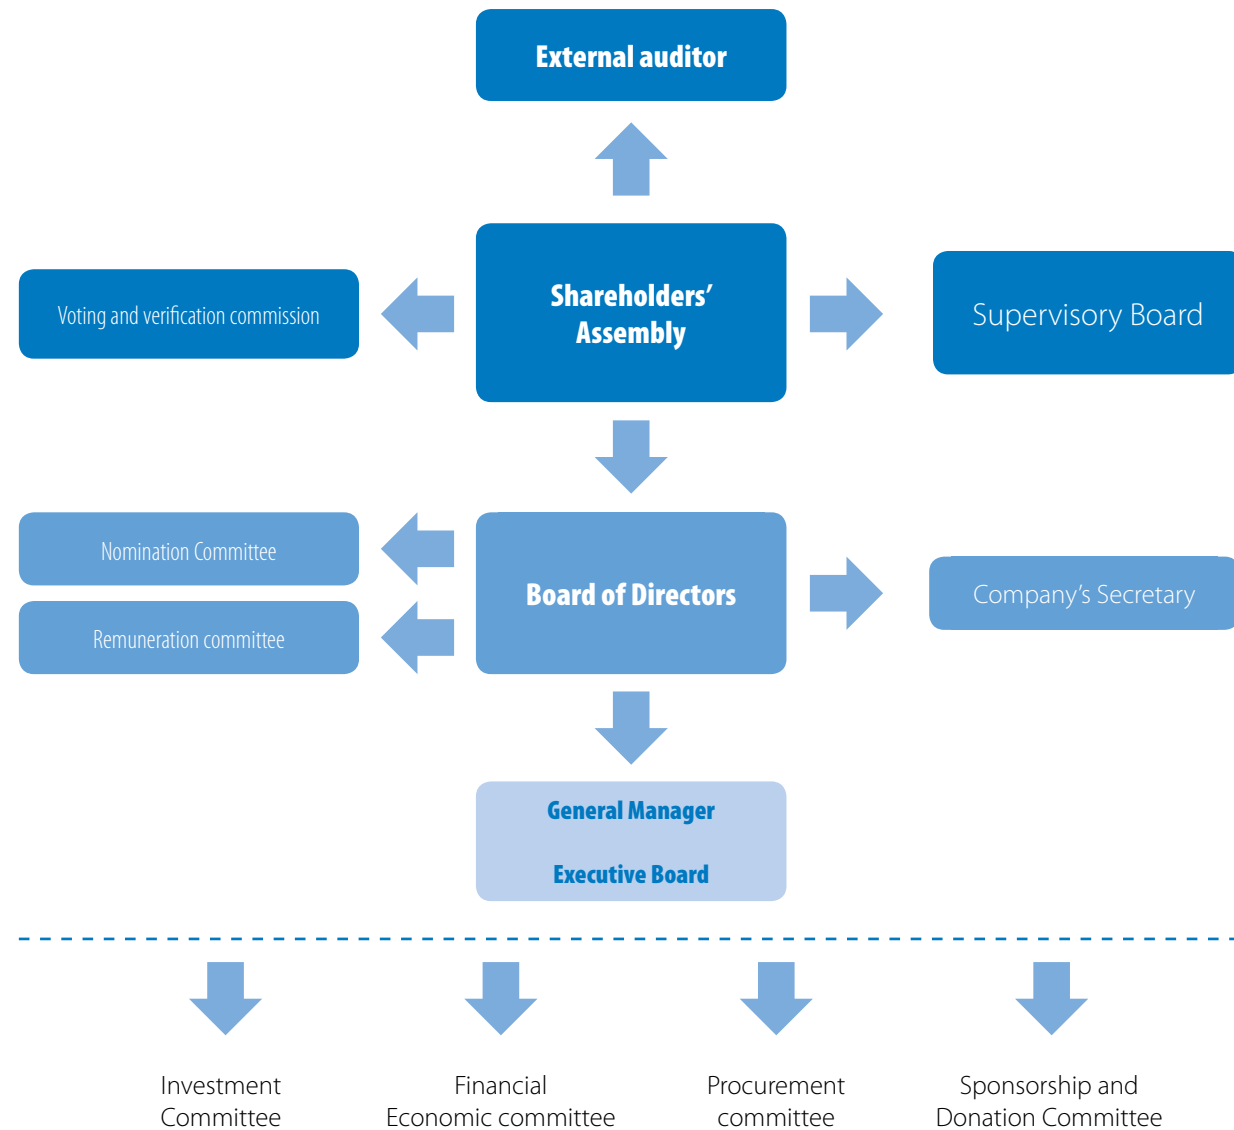 External auditor
Voting and verification commission
Shareholders’
Assembly
Supervisory Board
Nomination Committee
Remuneration committee
Board of Directors
Company’s Secretary
General Manager
Executive Board
Investment
Committee
Financial
Economic committee
Procurement
committee
Sponsorship and
Donation Committee